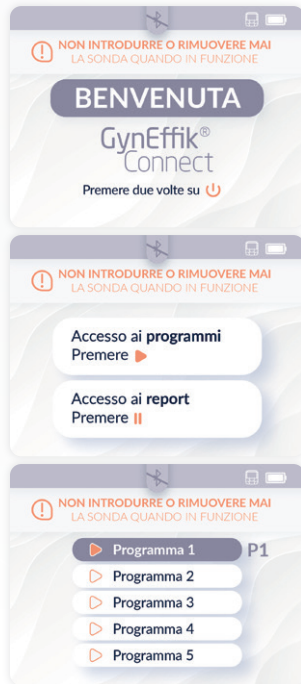 NON INTRODURRE O RIMUOVERE MAI
LA SONDA QUANDO IN FUNZIONE
BENVENUTA
GynEffik®
Connect
Premere due volte su
NON INTRODURRE O RIMUOVERE MAI
LA SONDA QUANDO IN FUNZIONE
Accesso ai programmi
Premere
Accesso ai report
Premere
NON INTRODURRE O RIMUOVERE MAI
LA SONDA QUANDO IN FUNZIONE
Programma 1 P1
Programma 2
Programma 3
Programma 4
Programma 5